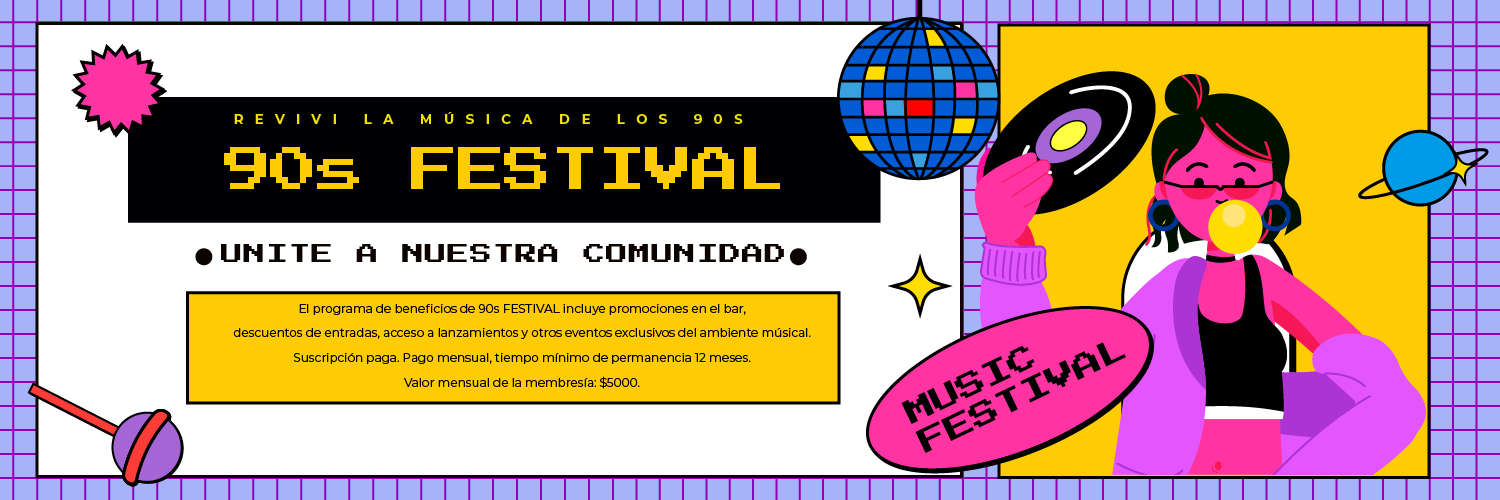 REVIVI LA MÚSICA DE LOS 90S
90s FESTIVAL
●UNITE A NUESTRA COMUNIDAD●
El programa de beneficios de 90s FESTIVAL incluye promociones en el bar,
descuentos de entradas, acceso a lanzamientos y otros eventos exclusivos del ambiente músical.
Suscripción paga. Pago mensual, tiempo mínimo de permanencia 12 meses.
Valor mensual de la membresía: $5000.
MUSIC
FESTIVAL